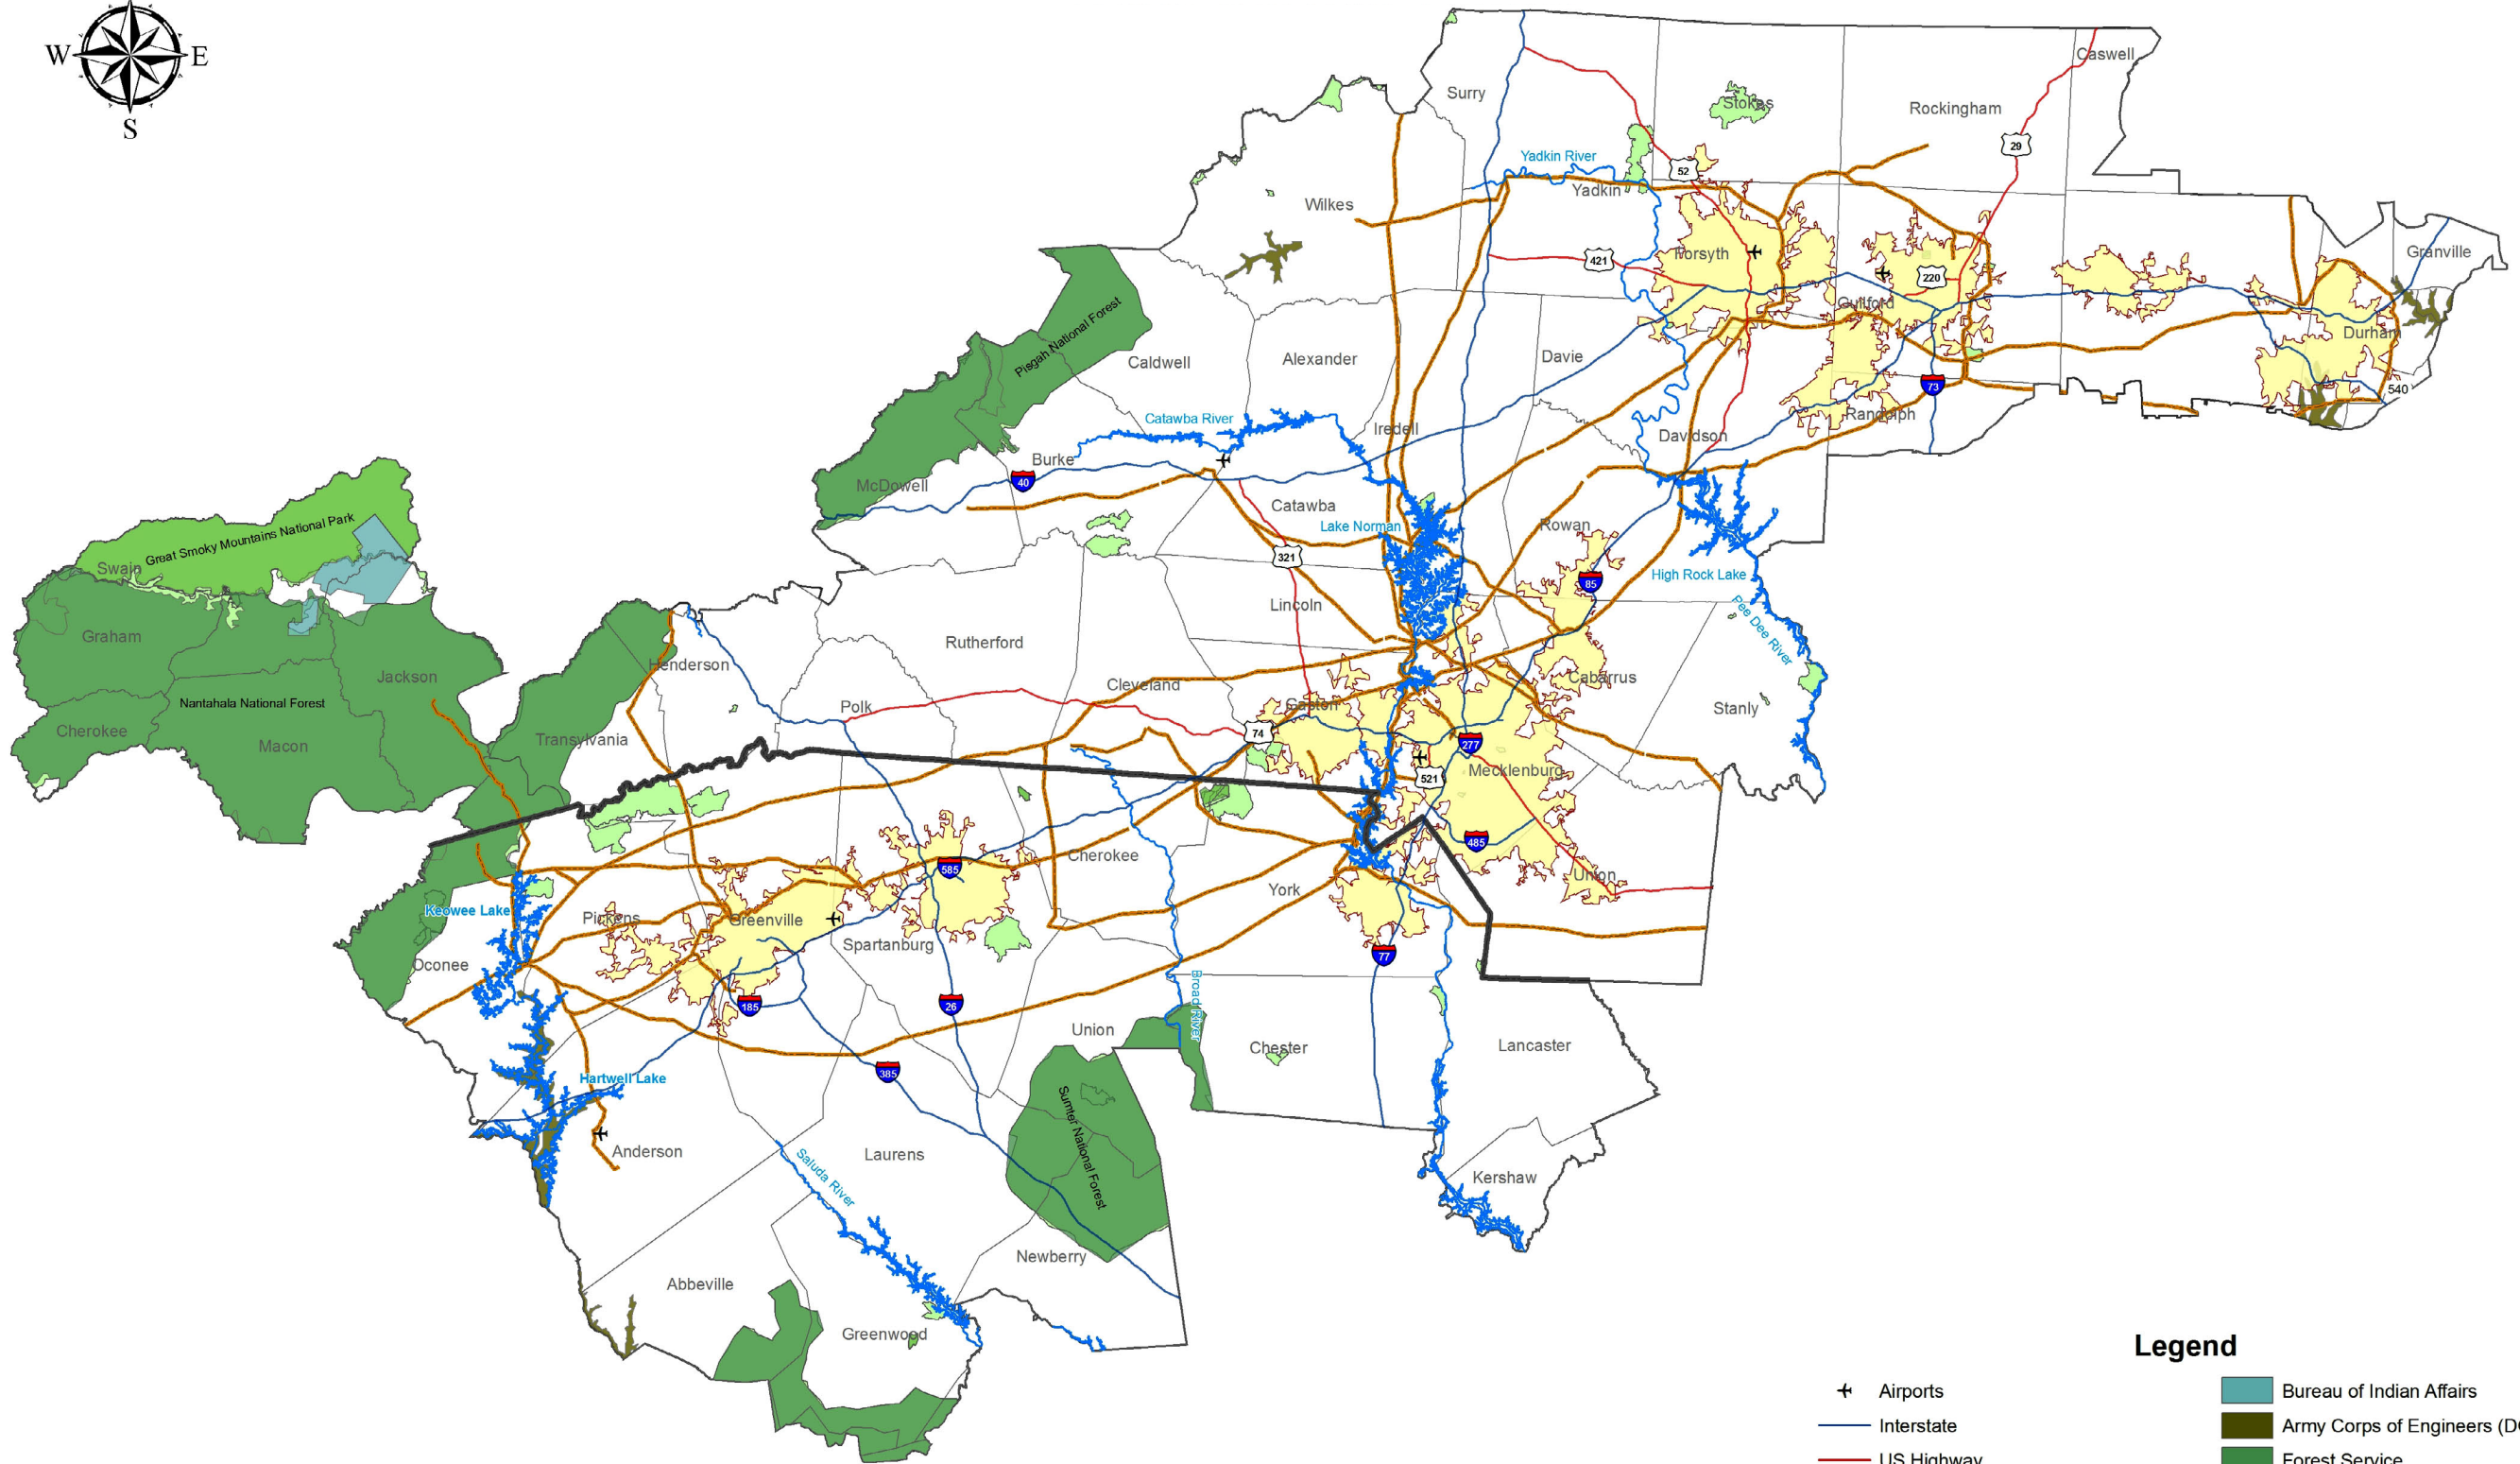 W
E
S
Caswell
Surry
Stokes
Rockingham
29
Yadkin River
52
Yadkin
Wilkes
Forsyth
421
220
Granville
Guilford
Durham
Pisgah National Forest
Caldwell
Alexander
Davie
73
540
Randolph
Catawba River
Iredell
Davidson
Burke
40
McDowell
Catawba
Lake Norman
Rowan
Great Smoky Mountains National Park
Swain
321
85
High Rock Lake
Lincoln
Pee Dee River
Graham
Rutherford
Henderson
Jackson
Cleveland
Cabarrus
Nantahala National Forest
Polk
Gaston
Stanly
Cherokee
Macon
Transylvania
74
277
521
Mecklenburg
485
Cherokee
585
Union
York
Keowee Lake
Pickens
Greenville
Spartanburg
77
Oconee
Broad River
185
26
Union
Chester
Lancaster
385
Hartwell Lake
Sumter National Forest
Anderson
Laurens
Saluda River
Kershaw
Newberry
Abbeville
Greenwood
Legend
Airports
Bureau of Indian Affairs
Interstate
Army Corps of Engineers (D
US Highway
Forest Service